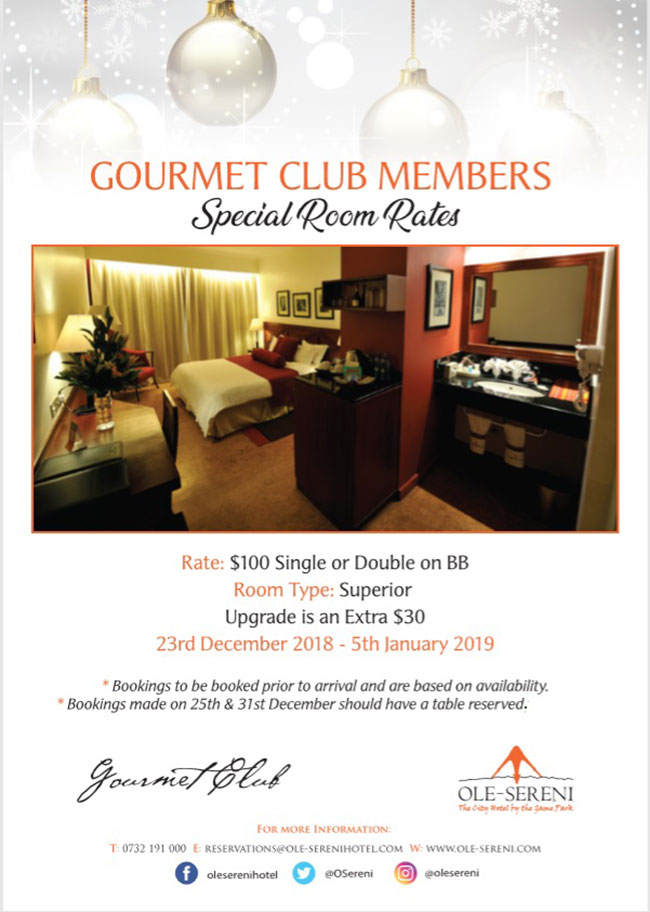 GOURMET CLUB MEMBERS
Special Room Rates
Rate: $100 Single or Double on BB
Room Type: Superior
Upgrade is an Extra $30
23rd December 2018 - 5th January 2019
* Bookings to be booked prior to arrival and are based on availability.
* Bookings made on 25th & 31st December should have a table reserved.
Gourmet Club
OLE-SERENI
The City Hotel by the Game Park
FOR MORE INFORMATION:
T: 0732 191 000 E: RESERVATIONS@OLE-SERENIHOTEL.COM W: WWW.OLE-SERENI.COM
oleserenihotel @OSereni @olesereni